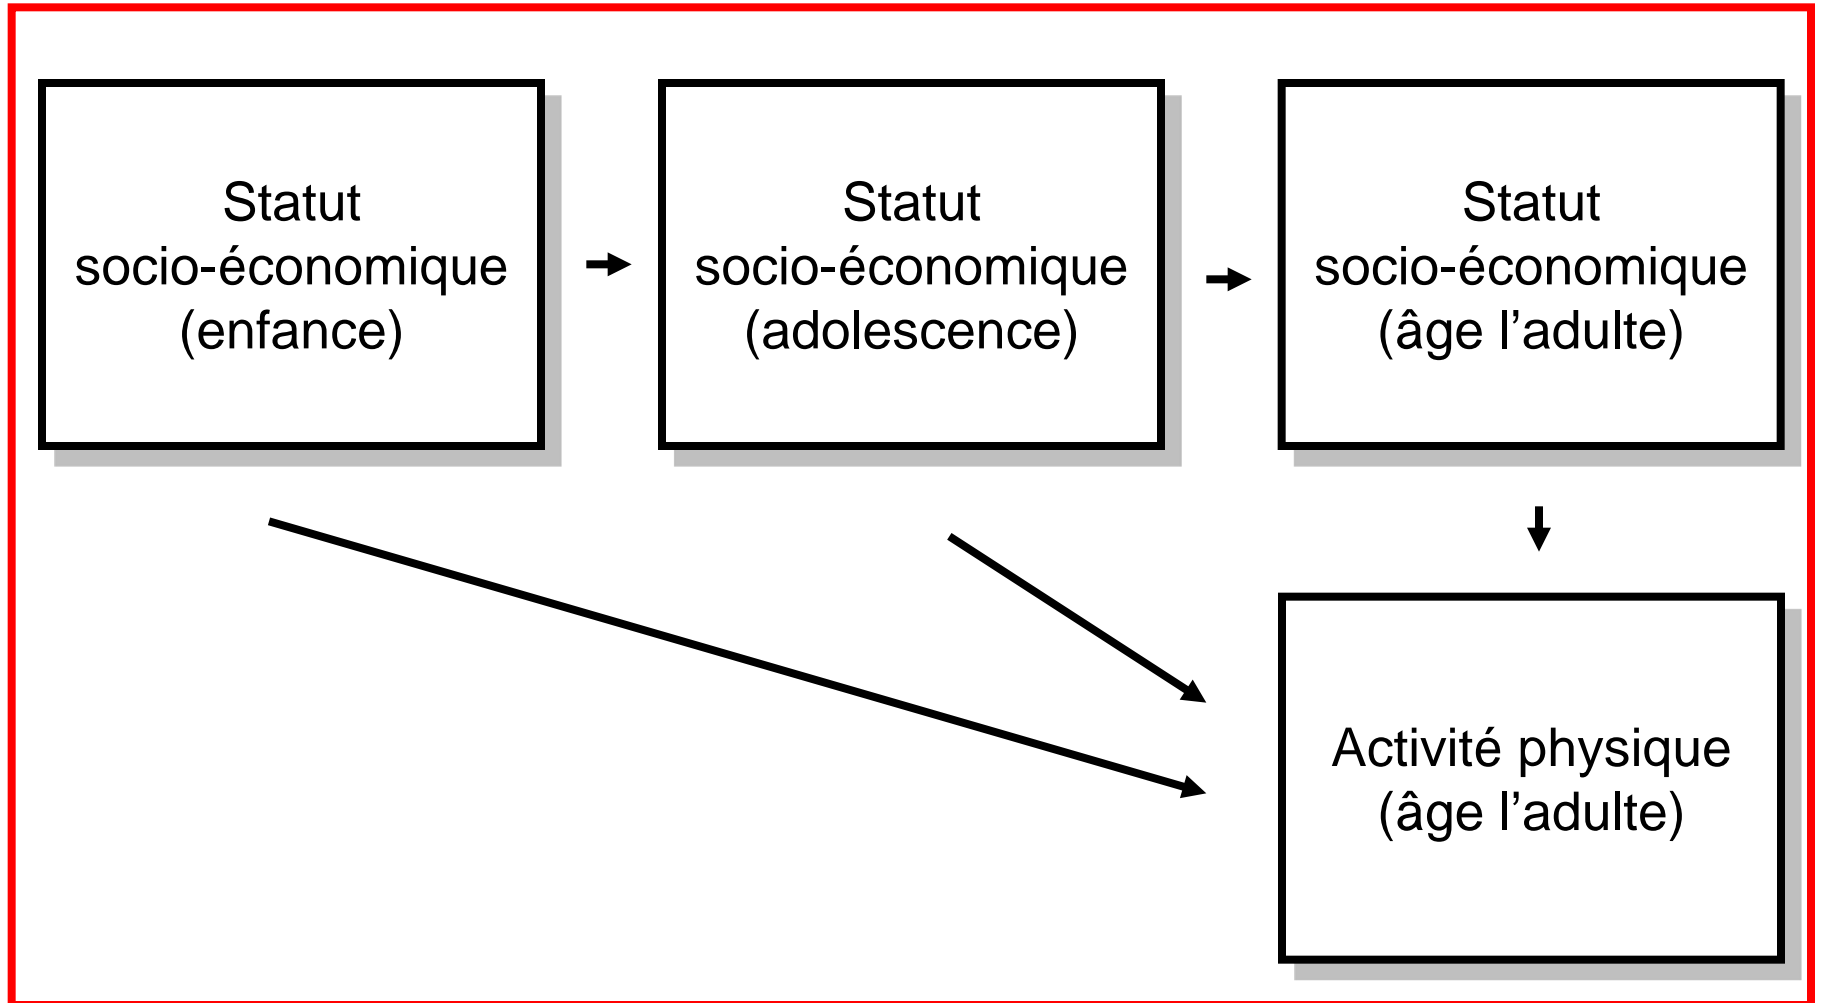 Statut
socio-économique
(enfance)
Statut
socio-économique
(adolescence)
Statut
socio-économique
(âge l’adulte)
Activité physique
(âge l’adulte)